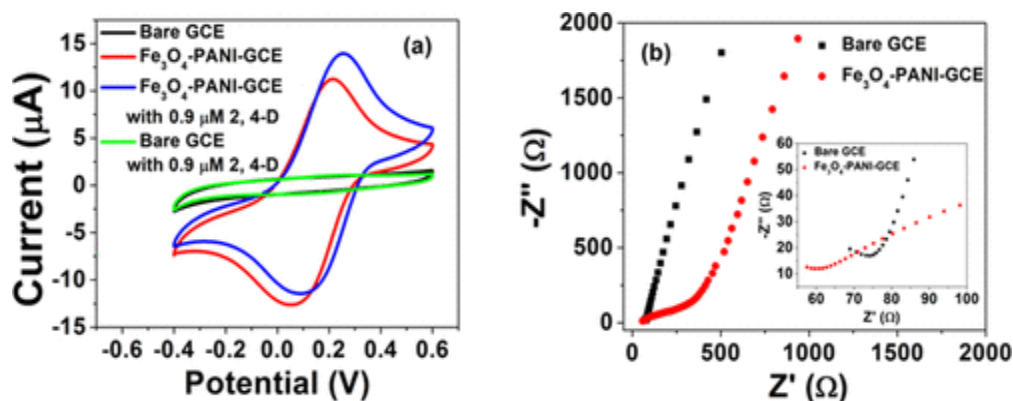 (a)
Bare GCE
Fe₃O₄-PANI-GCE
Fe₃O₄-PANI-GCE
with 0.9 μM 2, 4-D
Bare GCE
with 0.9 μM 2, 4-D
Current (μA)
15
10
5
0
-5
-10
-15
-0.6 -0.4 -0.2 0.0 0.2 0.4 0.6
Potential (V)
(b)
Bare GCE
Fe₃O₄-PANI-GCE
-Z'' (Ω)
-2000
1750
1500
1250
1000
750
500
250
0
0 500 1000 1500 2000
Z' (Ω)
Bare GCE
Fe₃O₄-PANI-GCE
-Z'' (Ω)
60
50
40
30
20
10
60 70 80 90 100
Z' (Ω)